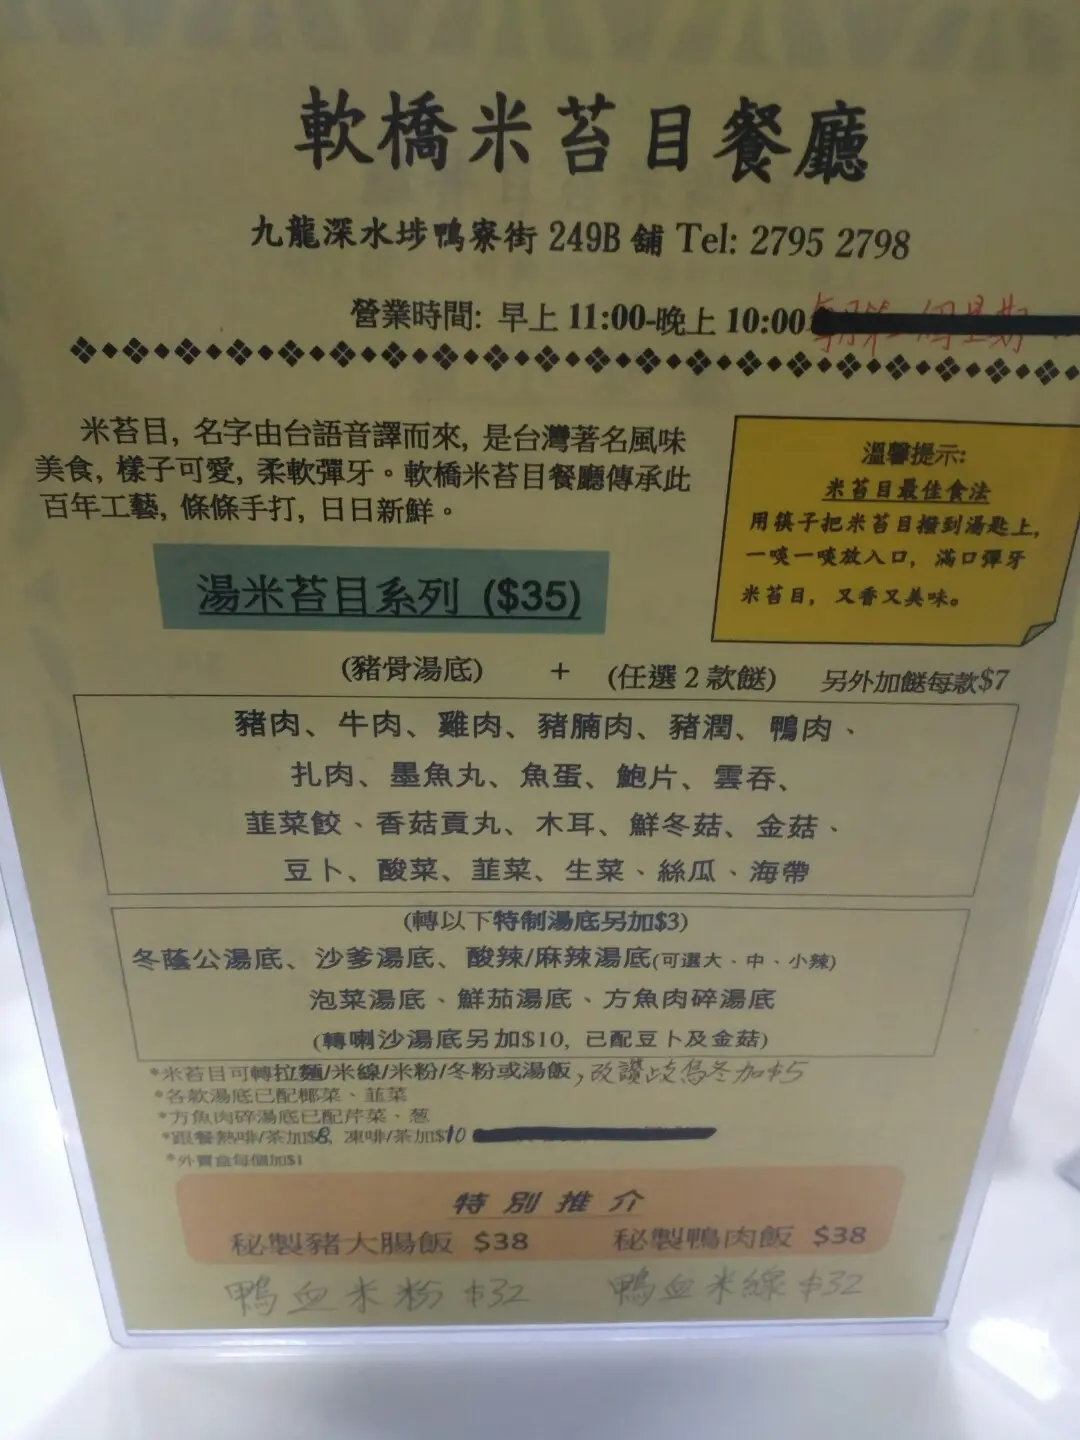 軟橋米苔目餐廳
九龍深水埗鴨寮街 249B 舖 Tel: 2795 2798
營業時間: 早上 11:00-晚上 10:00
米苔目, 名字由台語音譯而來, 是台灣著名風味
美食, 樣子可愛, 柔軟彈牙。軟橋米苔目餐廳傳承此
百年工藝, 條條手打, 日日新鮮。
溫馨提示:
米苔目最佳食法
用筷子把米苔目撥到湯匙上,
一啖一啖放入口, 滿口彈牙
米苔目, 又香又美味。
湯米苔目系列 ($35)
(豬骨湯底) + (任選 2 款餸) 另外加餸每款$7
豬肉、牛肉、雞肉、豬腩肉、豬潤、鴨肉、
扎肉、墨魚丸、魚蛋、鮑片、雲吞、
韮菜餃、香菇貢丸、木耳、鮮冬菇、金菇、
豆卜、酸菜、韮菜、生菜、絲瓜、海帶
(轉以下特制湯底另加$3)
冬蔭公湯底、沙爹湯底、酸辣/麻辣湯底(可選大、中、小辣)
泡菜湯底、鮮茄湯底、方魚肉碎湯底
(轉喇沙湯底另加$10, 已配豆卜及金菇)
*米苔目可轉拉麵/米線/米粉/冬粉或湯飯, 改讚岐烏冬加$5
*各款湯底已配椰菜、韮菜
*方魚肉碎湯底已配芹菜、葱
*跟餐熱啡/茶加$8, 凍啡/茶加$10
*外賣盒每個加$1
特別推介
秘製豬大腸飯 $38 秘製鴨肉飯 $38
鴨血米粉 $32 鴨血米線 $32